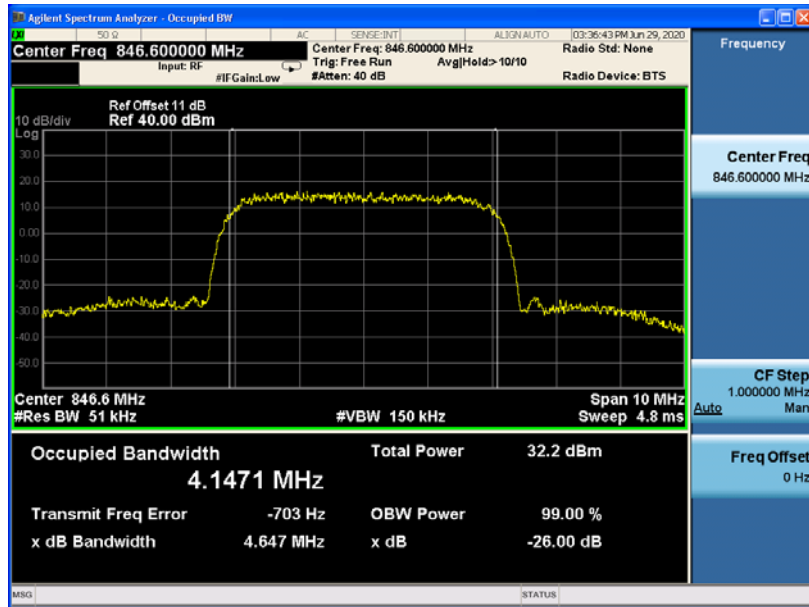 Agilent Spectrum Analyzer - Occupied BW
50 Ω AC SENSE:INT ALIGN AUTO 03:36:43 PM Jun 29, 2020
Center Freq 846.600000 MHz
Input: RF
#IFGain:Low
Center Freq: 846.600000 MHz
Trig: Free Run Avg|Hold:> 10/10
#Atten: 40 dB
Radio Std: None
Radio Device: BTS
Ref Offset 11 dB
10 dB/div Ref 40.00 dBm
Log
30.0
20.0
10.0
0.00
-10.0
-20.0
-30.0
-40.0
-50.0
Center 846.6 MHz Span 10 MHz
#Res BW 51 kHz #VBW 150 kHz Sweep 4.8 ms
Occupied Bandwidth Total Power 32.2 dBm
4.1471 MHz
Transmit Freq Error -703 Hz OBW Power 99.00 %
x dB Bandwidth 4.647 MHz x dB -26.00 dB
MSG STATUS
Frequency
Center Freq
846.600000 MHz
CF Step
1.000000 MHz
Auto Man
Freq Offset
0 Hz